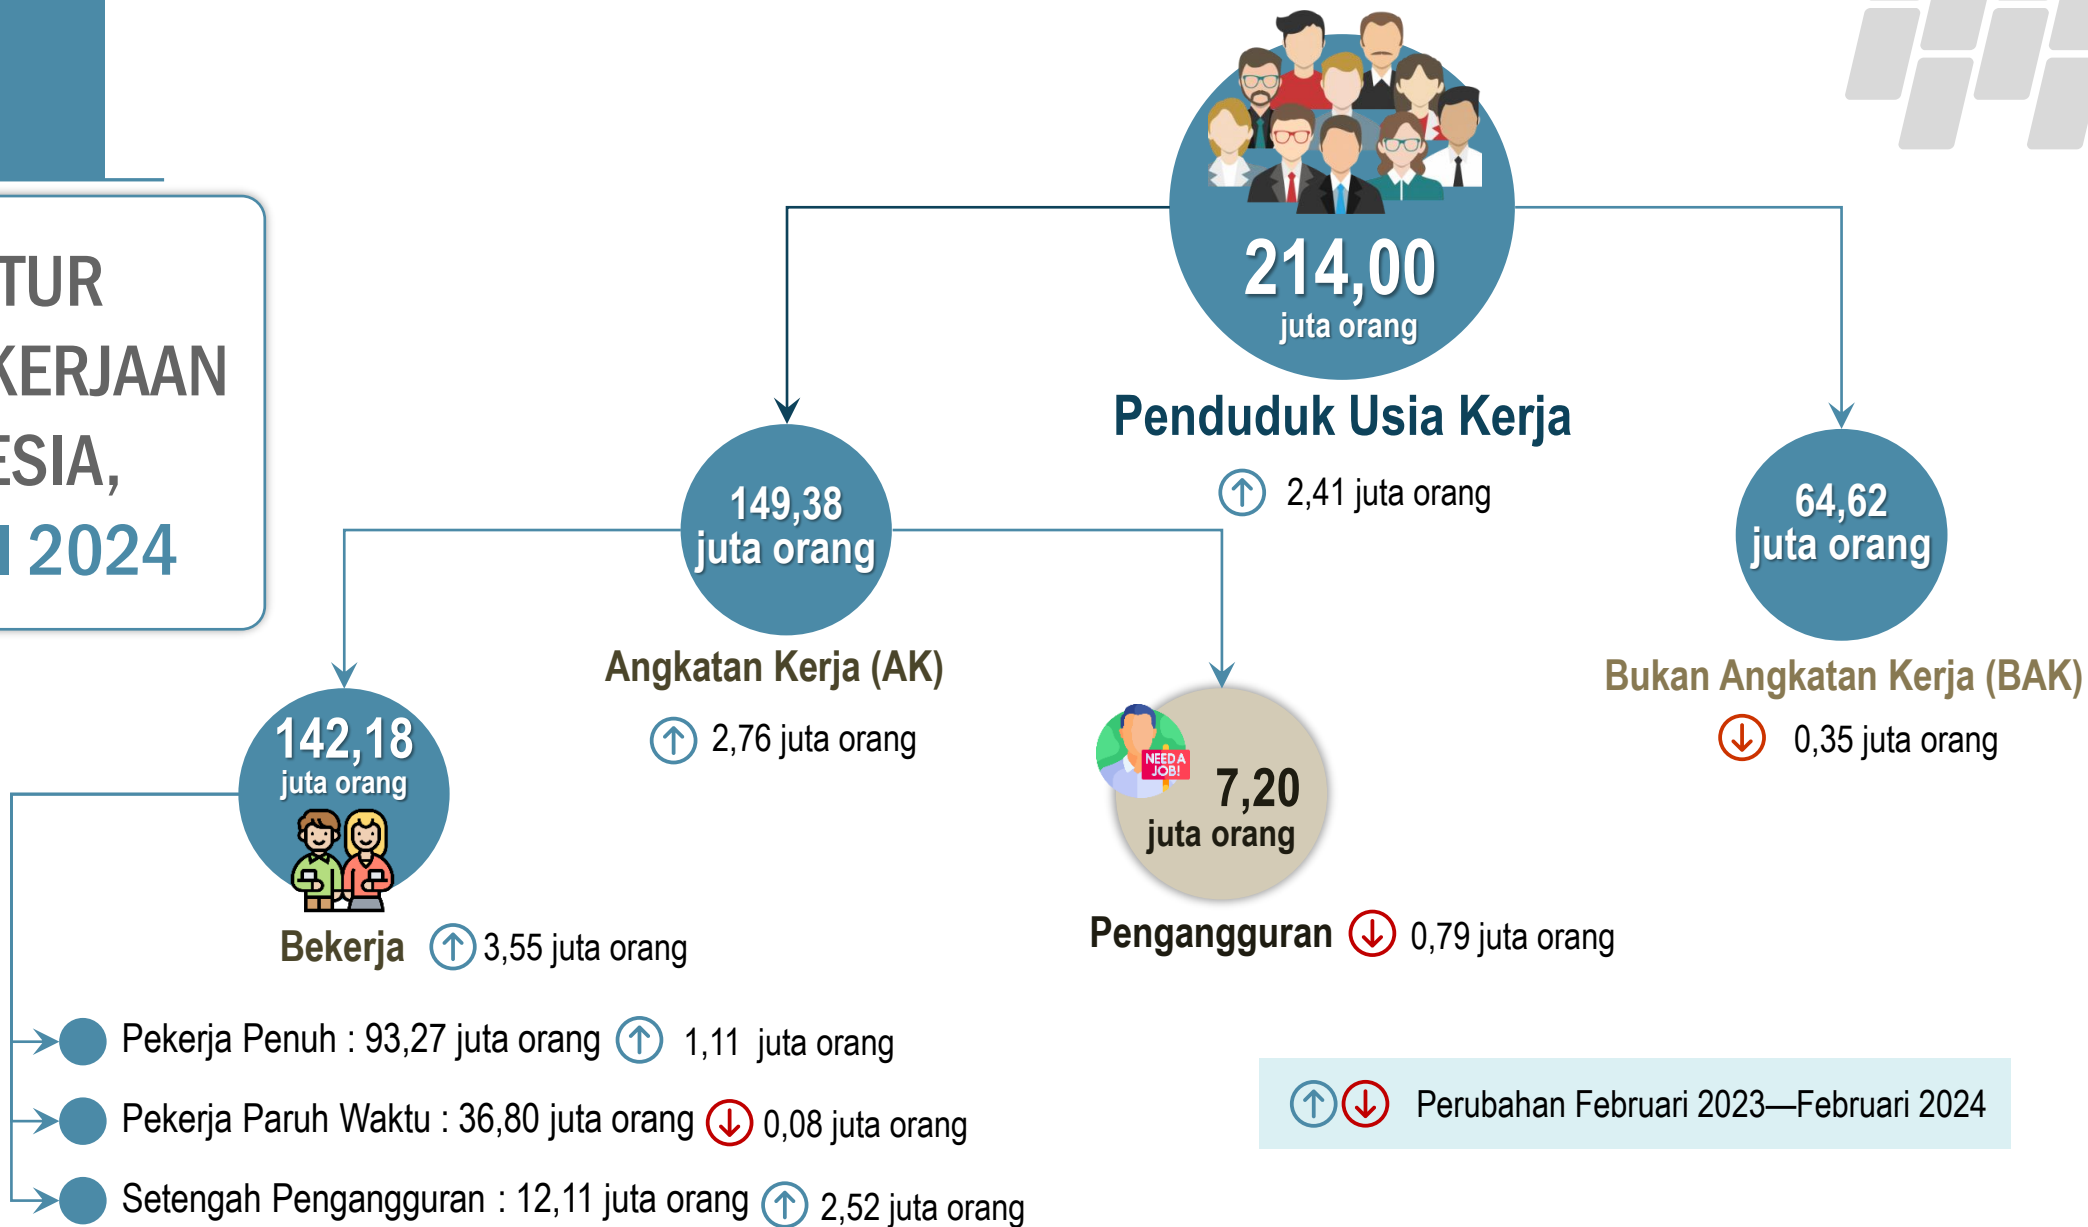 TUR
KERJAAN
ESIA,
I 2024
214,00
juta orang
Penduduk Usia Kerja
2,41 juta orang
149,38
juta orang
Angkatan Kerja (AK)
2,76 juta orang
64,62
juta orang
Bukan Angkatan Kerja (BAK)
0,35 juta orang
142,18
juta orang
Bekerja 3,55 juta orang
NEED A
JOB!
7,20
juta orang
Pengangguran 0,79 juta orang
Pekerja Penuh : 93,27 juta orang 1,11 juta orang
Pekerja Paruh Waktu : 36,80 juta orang 0,08 juta orang
Setengah Pengangguran : 12,11 juta orang 2,52 juta orang
Perubahan Februari 2023—Februari 2024